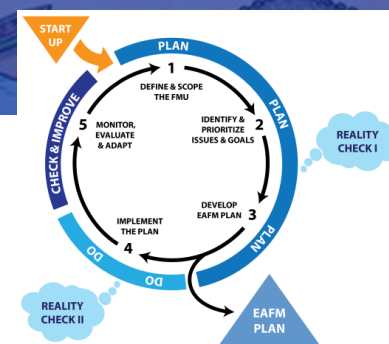 START
UP
PLAN
1
DEFINE & SCOPE
THE FMU
PLAN
2
IDENTIFY &
PRIORITIZE
ISSUES & GOALS
REALITY
CHECK I
PLAN
3
DEVELOP
EAFM PLAN
EAFM
PLAN
DO
DO
4
IMPLEMENT
THE PLAN
REALITY
CHECK II
CHECK & IMPROVE
5
MONITOR,
EVALUATE
& ADAPT